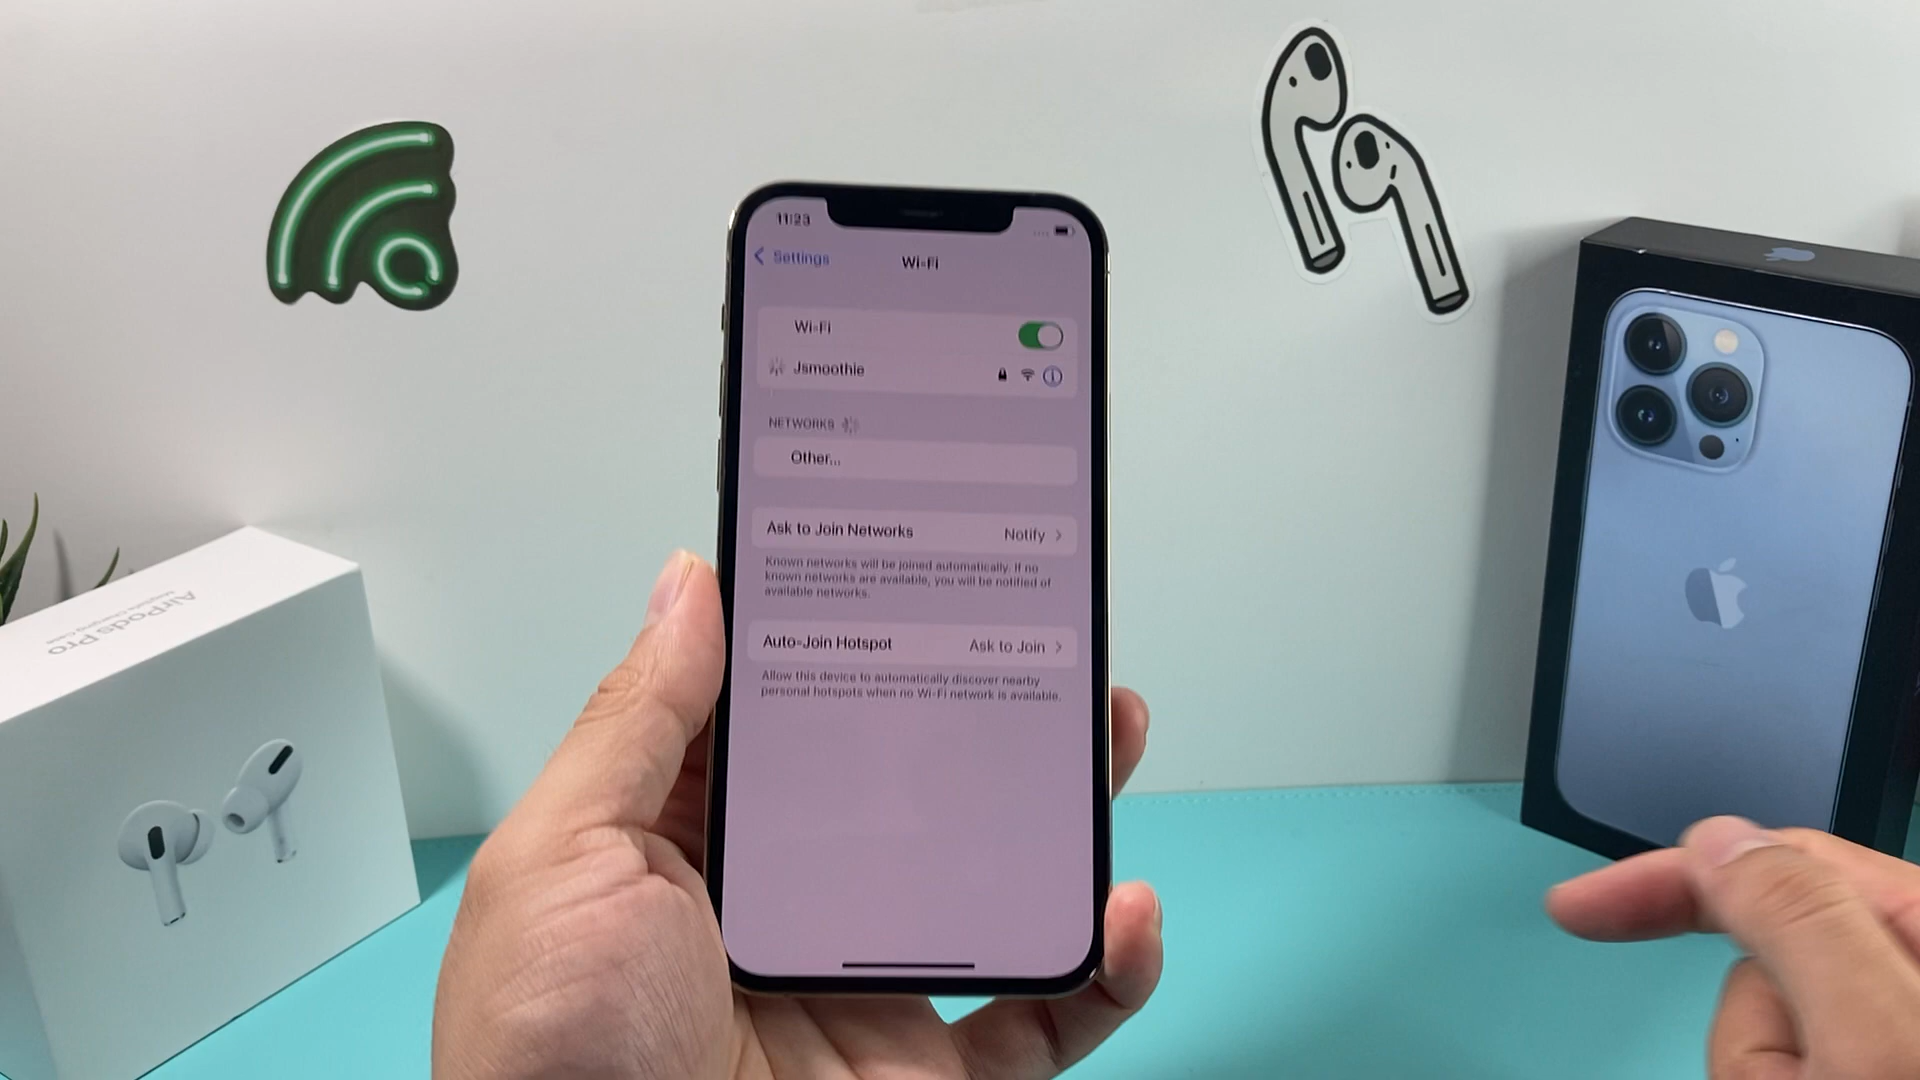 11:23
Settings
Wi-Fi
Wi-Fi
Jsmoothie
NETWORKS
Other...
Ask to Join Networks
Notify
Known networks will be joined automatically. If no
known networks are available, you will be notified of
available networks.
Auto-Join Hotspot
Ask to Join
Allow this device to automatically discover nearby
personal hotspots when no Wi-Fi network is available.
AirPods Pro
MagSafe Charging Case